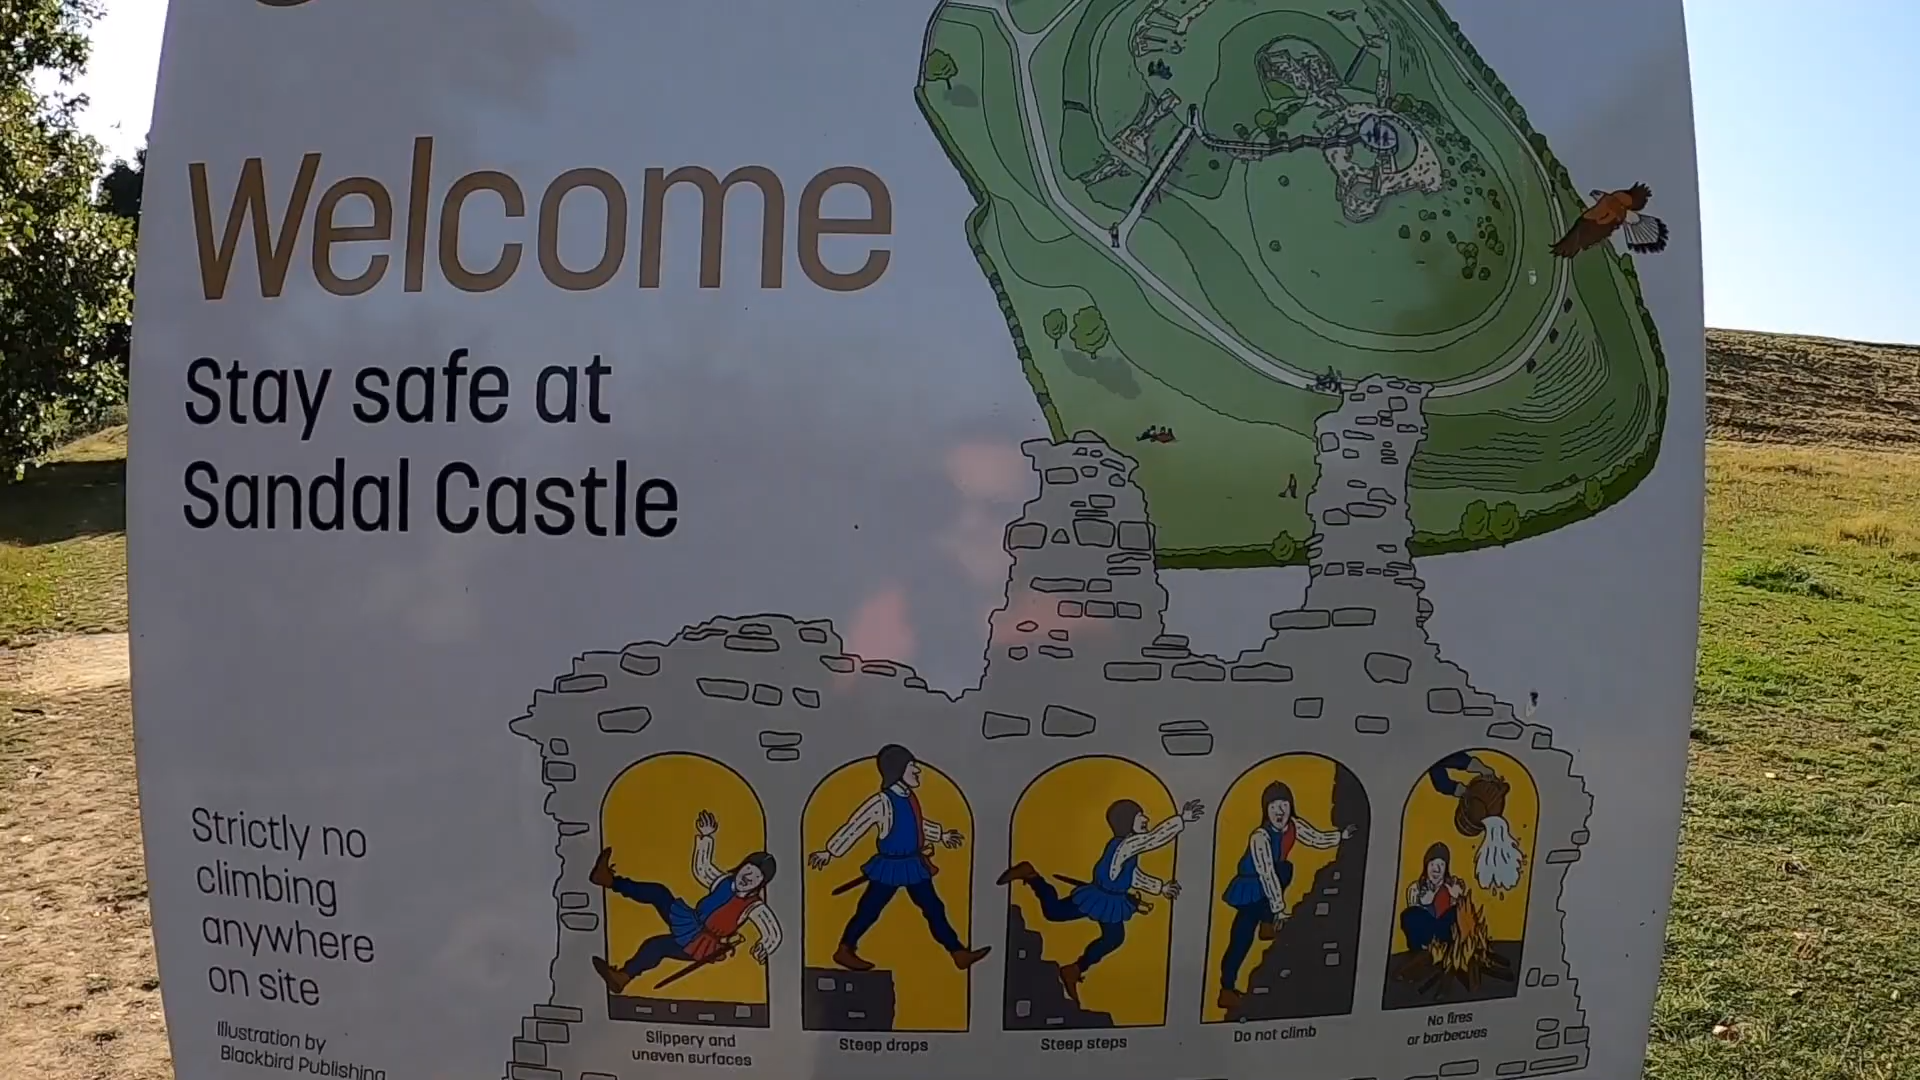 Welcome
Stay safe at
Sandal Castle
Strictly no
climbing
anywhere
on site
Illustration by
Blackbird Publishing
Slippery and
uneven surfaces
Steep drops
Steep steps
Do not climb
No fires
or barbecues